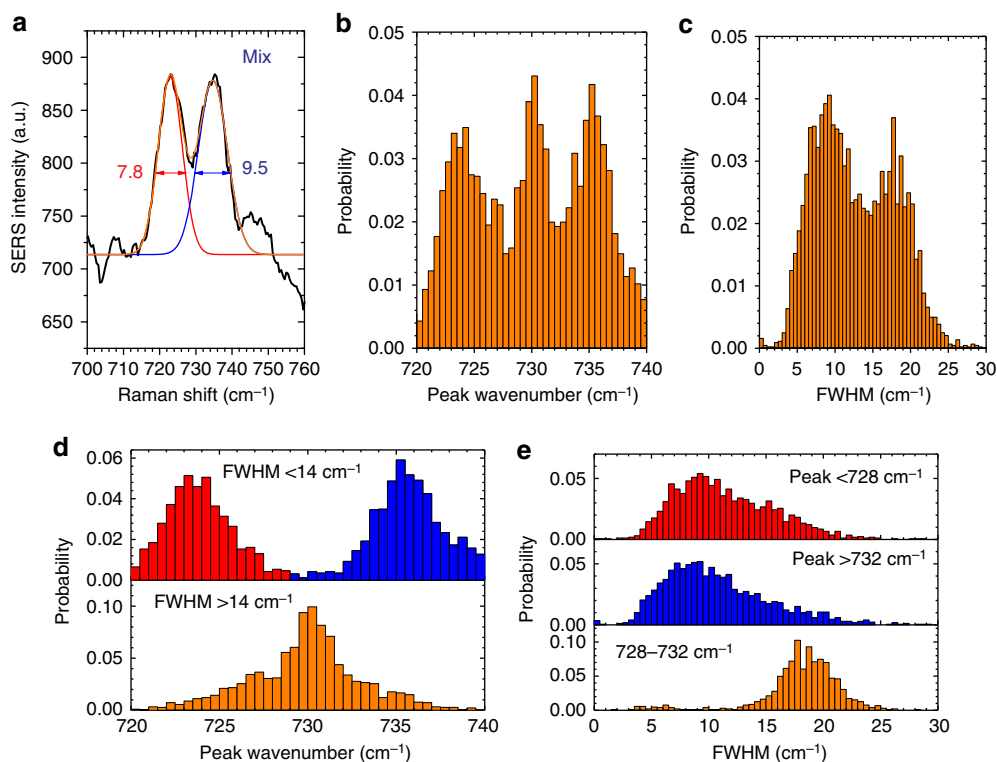 a
Mix
7.8
9.5
900
850
800
750
700
650
SERS intensity (a.u.)
700 710 720 730 740 750 760
Raman shift (cm⁻¹)
b
0.05
0.04
0.03
0.02
0.01
0.00
Probability
720 725 730 735 740
Peak wavenumber (cm⁻¹)
c
0.05
0.04
0.03
0.02
0.01
0.00
Probability
0 5 10 15 20 25 30
FWHM (cm⁻¹)
d
FWHM <14 cm⁻¹
0.06
0.04
0.02
0.00
FWHM >14 cm⁻¹
0.10
0.05
0.00
Probability
720 725 730 735 740
Peak wavenumber (cm⁻¹)
e
Peak <728 cm⁻¹
0.05
0.00
Peak >732 cm⁻¹
0.05
0.00
728–732 cm⁻¹
0.10
0.05
0.00
Probability
0 5 10 15 20 25 30
FWHM (cm⁻¹)